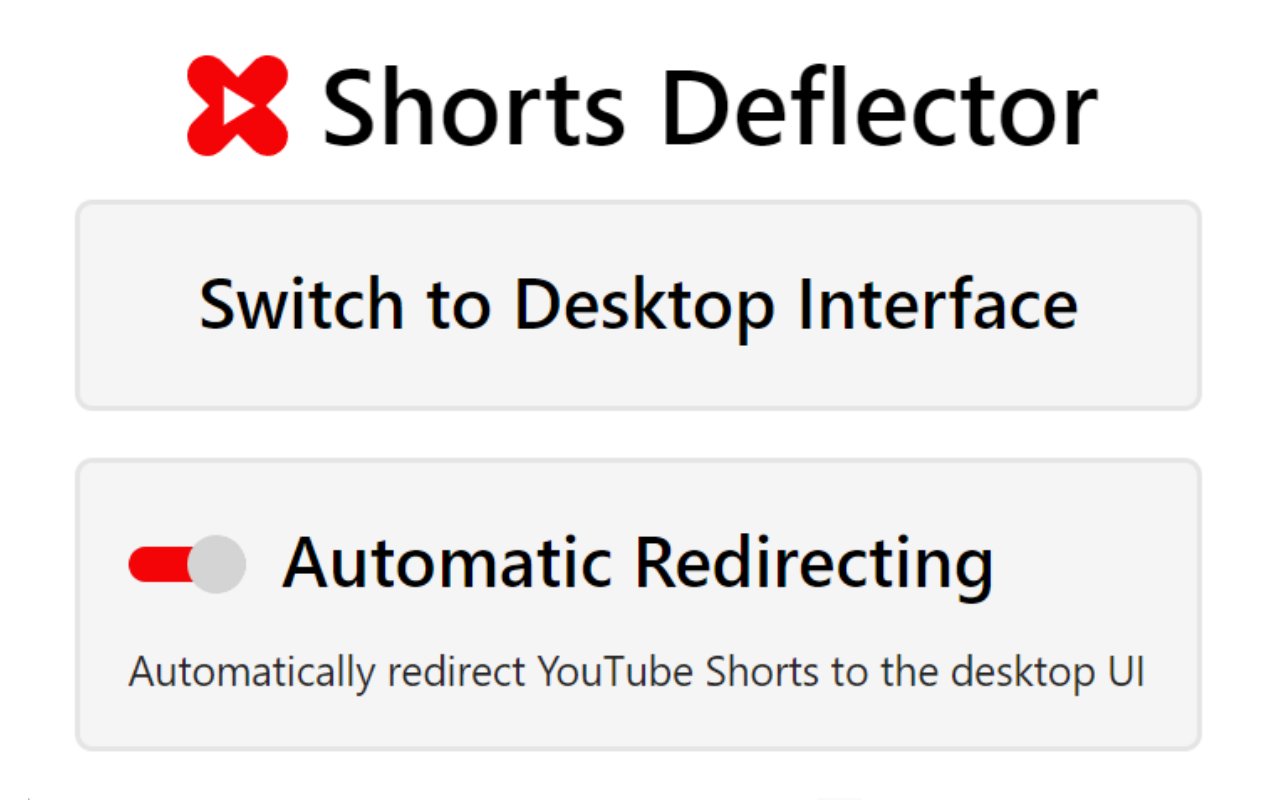 Shorts Deflector
Switch to Desktop Interface
Automatic Redirecting
Automatically redirect YouTube Shorts to the desktop UI